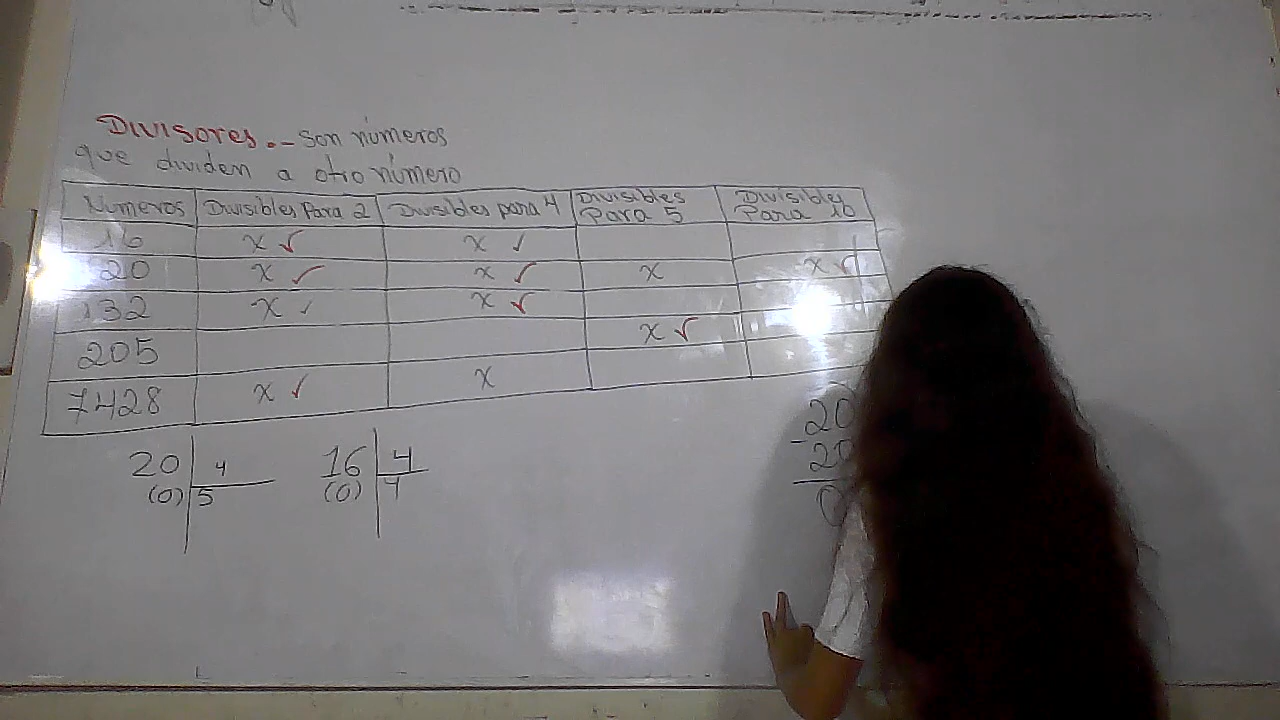 Divisores.- son números
que dividen a otro número
Números Divisibles para 2 Divisibles para 4 Divisibles para 5 Divisibles para 10
16 x ✓ x ✓
20 x ✓ x ✓ x x ✓
132 x ✓ x ✓
205 x ✓
7428 x ✓ x
20 4
(0) 5
16 4
(0) 4
20
- 20
0